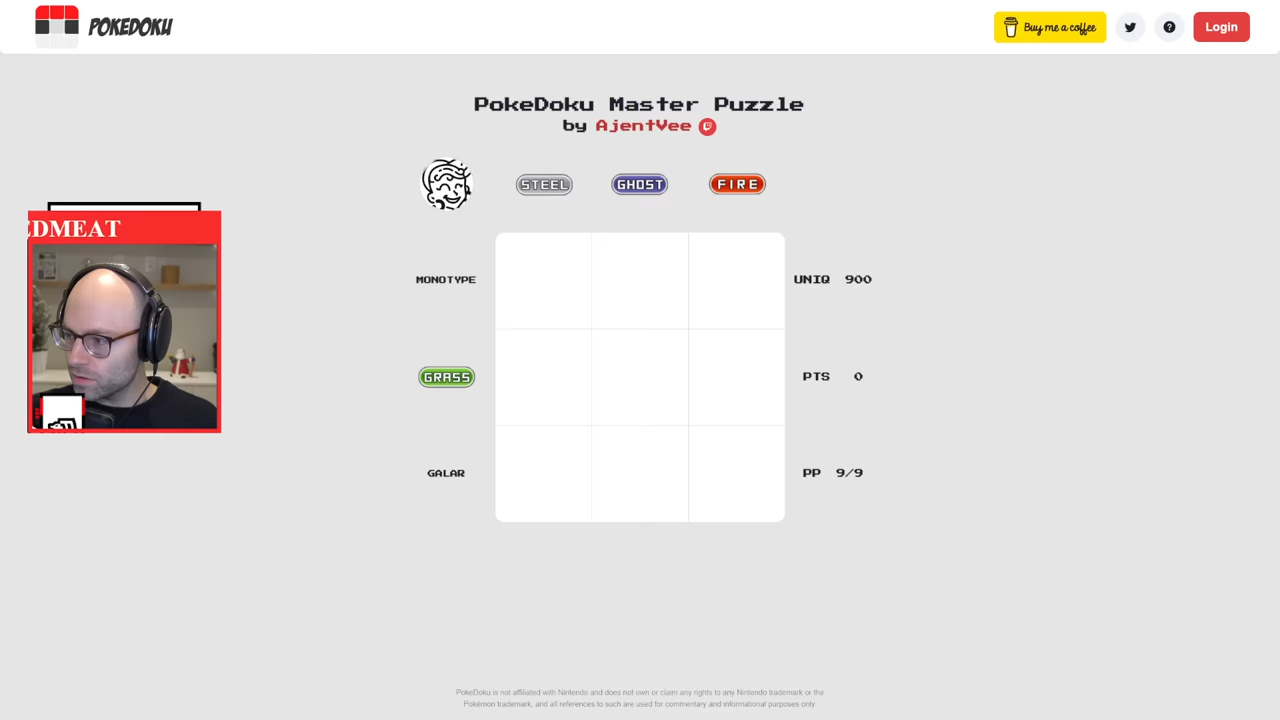 POKEDOKU
Buy me a coffee
Login
PokeDoku Master Puzzle
by AjentVee
STEEL GHOST FIRE
EDMEAT
MONOTYPE
UNIQ 900
GRASS
PTS 0
GALAR
PP 9/9
PokeDoku is not affiliated with Nintendo and does not own or claim any rights to any Nintendo trademark or the
Pokémon trademark, and all references to such are used for commentary and informational purposes only.